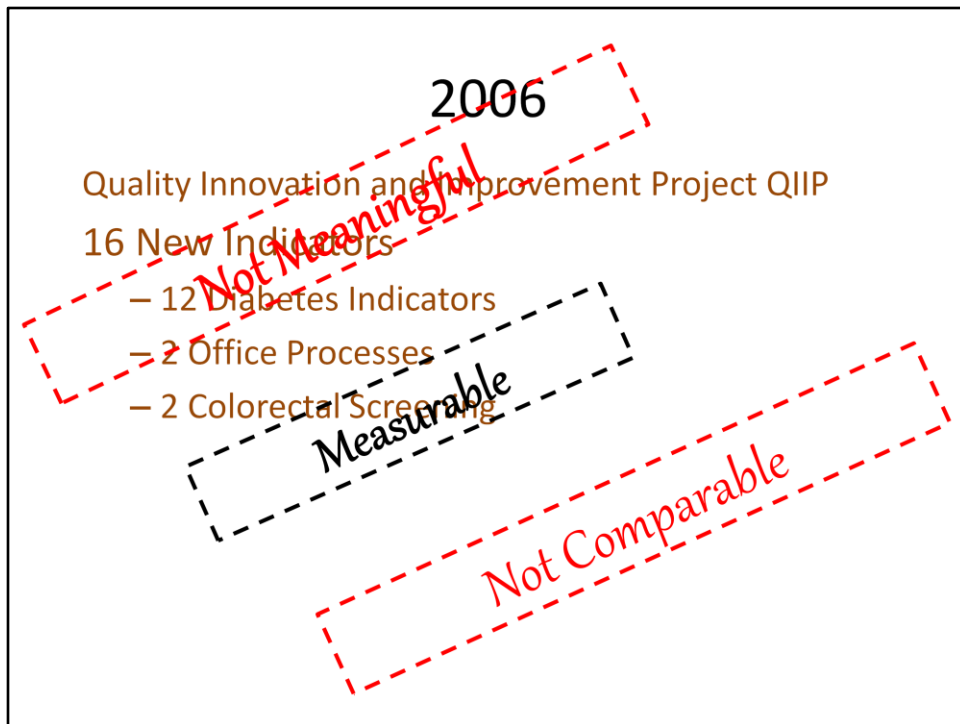 2006
Quality Innovation and Improvement Project QIIP
16 New Indicators
– 12 Diabetes Indicators
– 2 Office Processes
– 2 Colorectal Screening
Not Meaningful
Measurable
Not Comparable